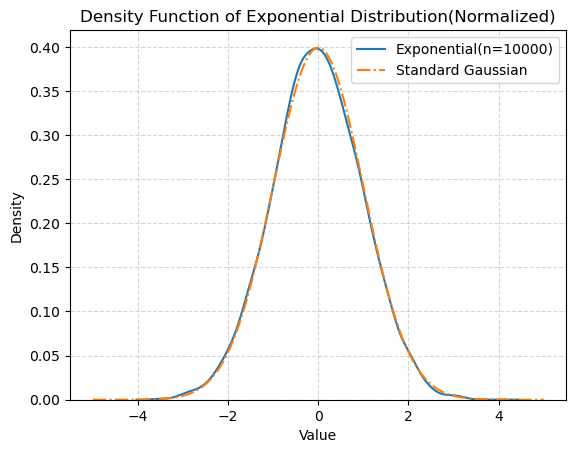 Density Function of Exponential Distribution(Normalized)
Exponential(n=10000)
Standard Gaussian
Density
0.40
0.35
0.30
0.25
0.20
0.15
0.10
0.05
0.00
−4
−2
0
2
4
Value